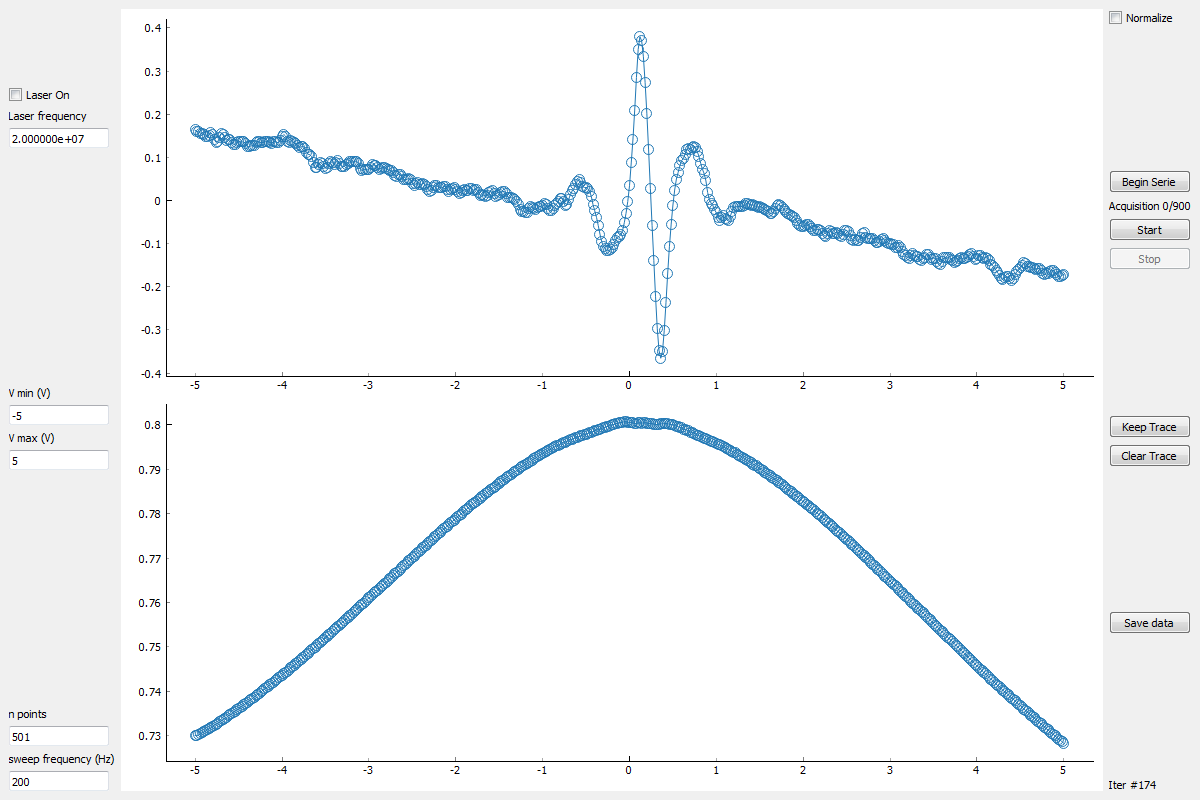 Normalize
Laser On
Laser frequency
2.000000e+07
Begin Serie
Acquisition 0/900
Start
Stop
V min (V)
-5
V max (V)
5
Keep Trace
Clear Trace
Save data
n points
501
sweep frequency (Hz)
200
Iter #174
0.4
0.3
0.2
0.1
0
-0.1
-0.2
-0.3
-0.4
-5 -4 -3 -2 -1 0 1 2 3 4 5
0.8
0.79
0.78
0.77
0.76
0.75
0.74
0.73
-5 -4 -3 -2 -1 0 1 2 3 4 5